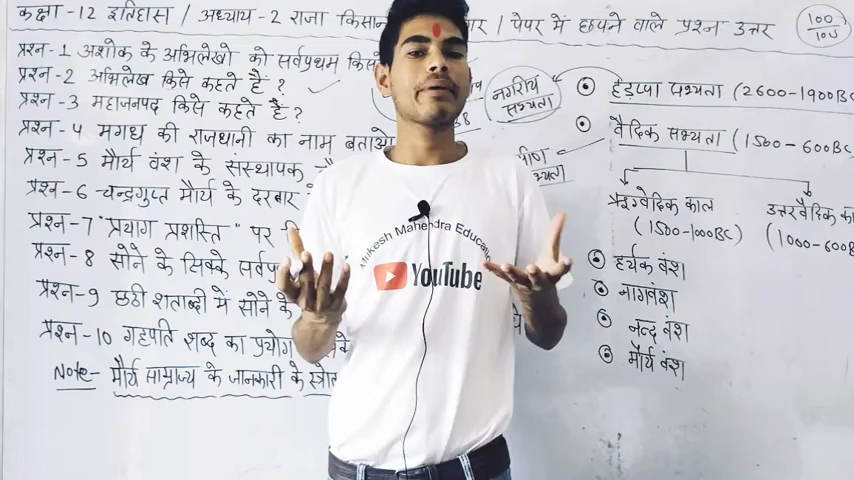 कक्षा-12 इतिहास / अध्याय-2 राजा किसान / पेपर में छपने वाले प्रश्न उत्तर
100/100
प्रश्न-1 अशोक के अभिलेखो को सर्वप्रथम
प्रश्न-2 अभिलेख किसे कहते हैं ?
प्रश्न-3 महाजनपद किसे कहते हैं ?
प्रश्न-4 मगध की राजधानी का नाम बताओ
प्रश्न-5 मौर्य वंश के संस्थापक
प्रश्न-6 चन्द्रगुप्त मौर्य के दरबार
प्रश्न-7 "प्रयाग प्रशस्ति" पर
प्रश्न-8 सोने के सिक्के
प्रश्न-9 छठी शताब्दी में सोने के
प्रश्न-10 गृहपति शब्द का प्रयोग
Note- मौर्य साम्राज्य के जानकारी के
नगरीय
सभ्यता
हड़प्पा सभ्यता (2600-1900BC
वैदिक सभ्यता (1500-600BC
ऋग्वैदिक काल
(1500-1000BC)
उत्तरवैदिक
(1000-600B
हर्यक वंश
नागवंश
नन्द वंश
मौर्य वंश
Mukesh Mahendra Education
YouTube